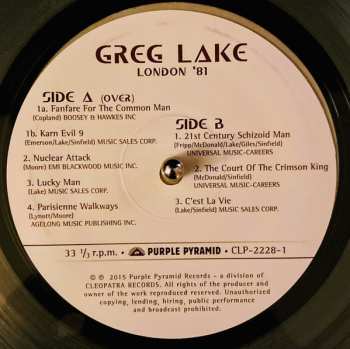 GREG LAKE
LONDON '81
SIDE A (OVER)
1a. Fanfare For The Common Man
(Copland) BOOSEY & HAWKES INC
1b. Karn Evil 9
(Emerson/Lake/Sinfield) MUSIC SALES CORP.
2. Nuclear Attack
(Moore) EMI BLACKWOOD MUSIC INC.
3. Lucky Man
(Lake) MUSIC SALES CORP.
4. Parisienne Walkways
(Lynott/Moore)
AGELONG MUSIC PUBLISHING INC.
SIDE B
1. 21st Century Schizoid Man
(Fripp/McDonald/Lake/Giles/Sinfield)
UNIVERSAL MUSIC-CAREERS
2. The Court Of The Crimson King
(McDonald/Sinfield)
UNIVERSAL MUSIC-CAREERS
3. C'est La Vie
(Lake/Sinfield) MUSIC SALES CORP.
33 1/3 r.p.m. • PURPLE PYRAMID • CLP-2228-1
© ℗ 2015 Purple Pyramid Records - a division of
CLEOPATRA RECORDS. All rights of the producer and
owner of the work reproduced reserved. Unauthorized
copying, lending, hiring, public performance and
broadcast prohibited.